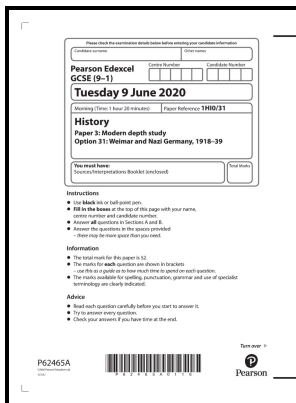 Please check the examination details below before entering your candidate information
Candidate surname
Other names
Pearson Edexcel
GCSE (9–1)
Centre Number
Candidate Number
Tuesday 9 June 2020
Morning (Time: 1 hour 20 minutes)
Paper Reference 1HI0/31
History
Paper 3: Modern depth study
Option 31: Weimar and Nazi Germany, 1918–39
You must have:
Sources/Interpretations Booklet (enclosed)
Total Marks
Instructions
● Use black ink or ball-point pen.
● Fill in the boxes at the top of this page with your name,
centre number and candidate number.
● Answer all questions in Sections A and B.
● Answer the questions in the spaces provided
– there may be more space than you need.
Information
● The total mark for this paper is 52.
● The marks for each question are shown in brackets
– use this as a guide as to how much time to spend on each question.
● The marks available for spelling, punctuation, grammar and use of specialist
terminology are clearly indicated.
Advice
● Read each question carefully before you start to answer it.
● Try to answer every question.
● Check your answers if you have time at the end.
Turn over
P62465A
Pearson